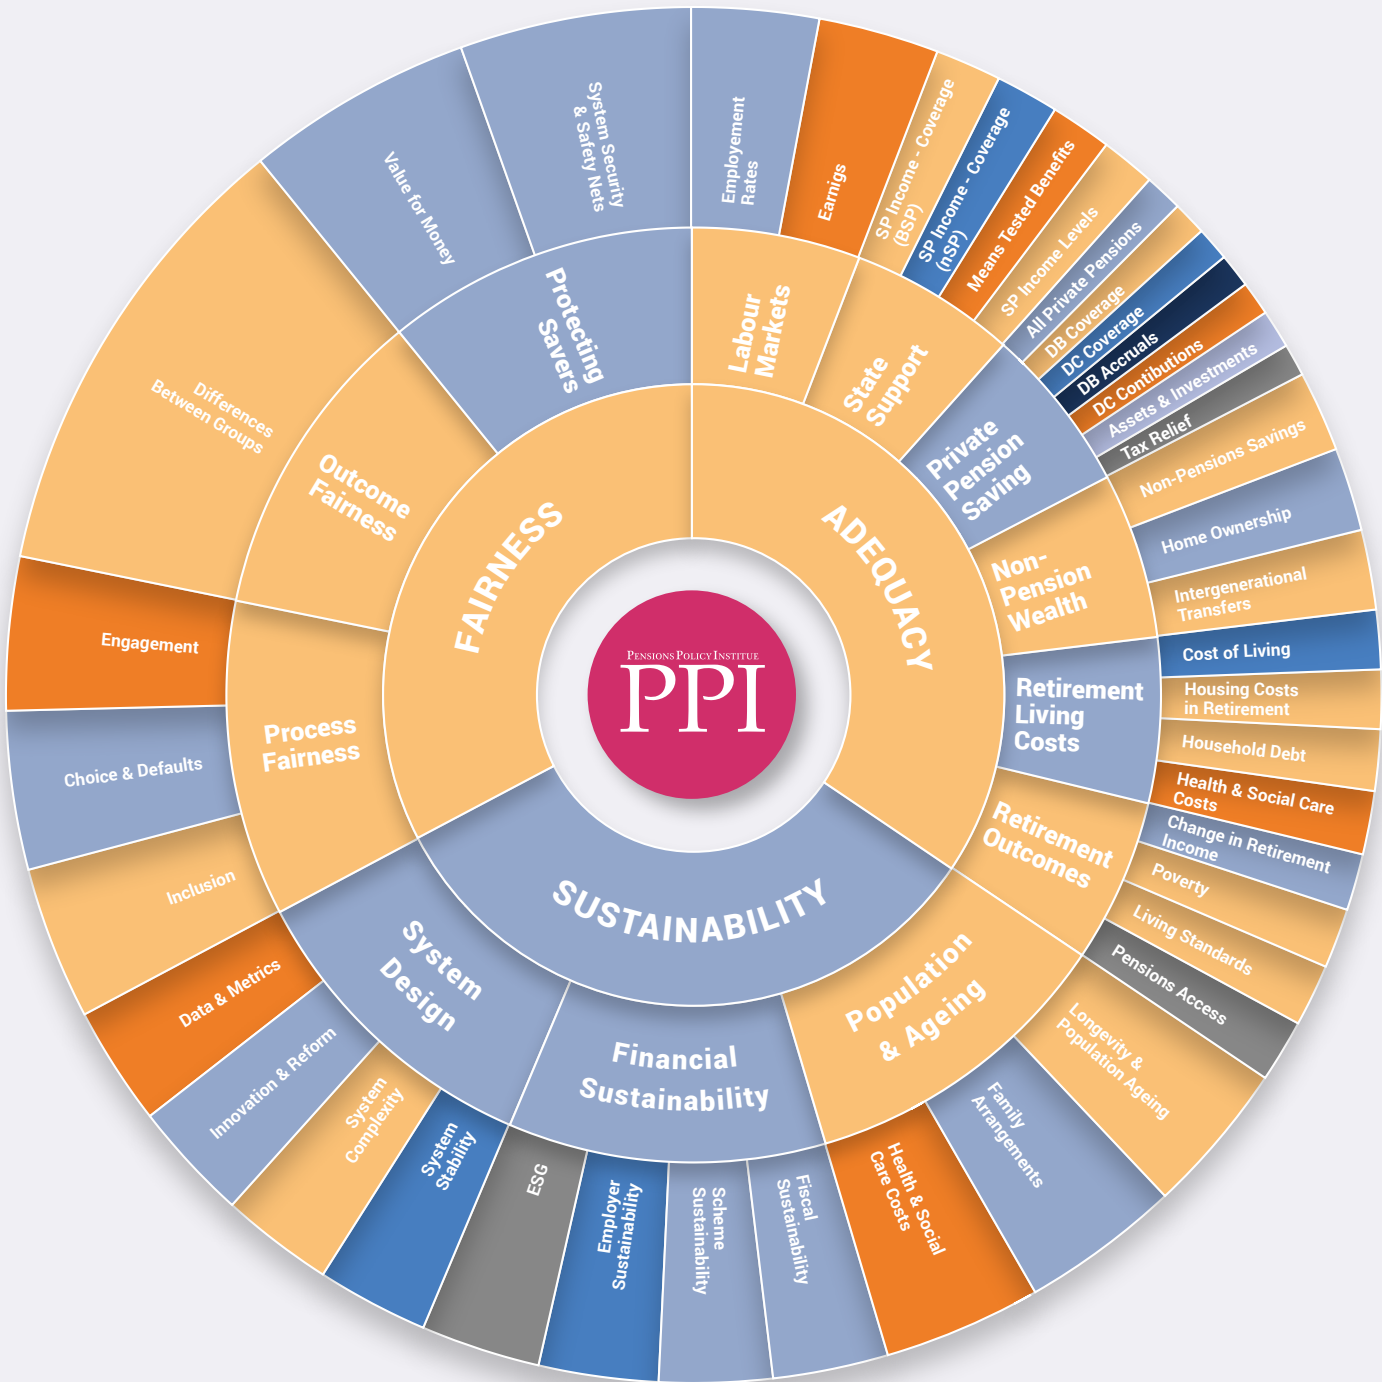 PENSIONS POLICY INSTITUE
PPI
ADEQUACY
SUSTAINABILITY
FAIRNESS
Labour
Markets
State
Support
Private
Pension
Saving
Non-
Pension
Wealth
Retirement
Living
Costs
Retirement
Outcomes
Population
& Ageing
Financial
Sustainability
System
Design
Process
Fairness
Outcome
Fairness
Protecting
Savers
Employement
Rates
Earnigs
SP Income - Coverage
(BSP)
SP Income - Coverage
(nSP)
Means Tested Benefits
SP Income Levels
All Private Pensions
DB Coverage
DC Coverage
DB Accruals
DC Contibutions
Assets & Investments
Tax Relief
Non-Pensions Savings
Home Ownership
Intergenerational
Transfers
Cost of Living
Housing Costs
in Retirement
Household Debt
Health & Social Care
Costs
Change in Retirement
Income
Poverty
Living Standards
Pensions Access
Longevity &
Population Ageing
Family
Arrangements
Health & Social
Care Costs
Fiscal
Sustainability
Scheme
Sustainability
Employer
Sustainability
ESG
System
Stability
System
Complexity
Innovation & Reform
Data & Metrics
Inclusion
Choice & Defaults
Engagement
Differences
Between Groups
Value for Money
System Security
& Safety Nets